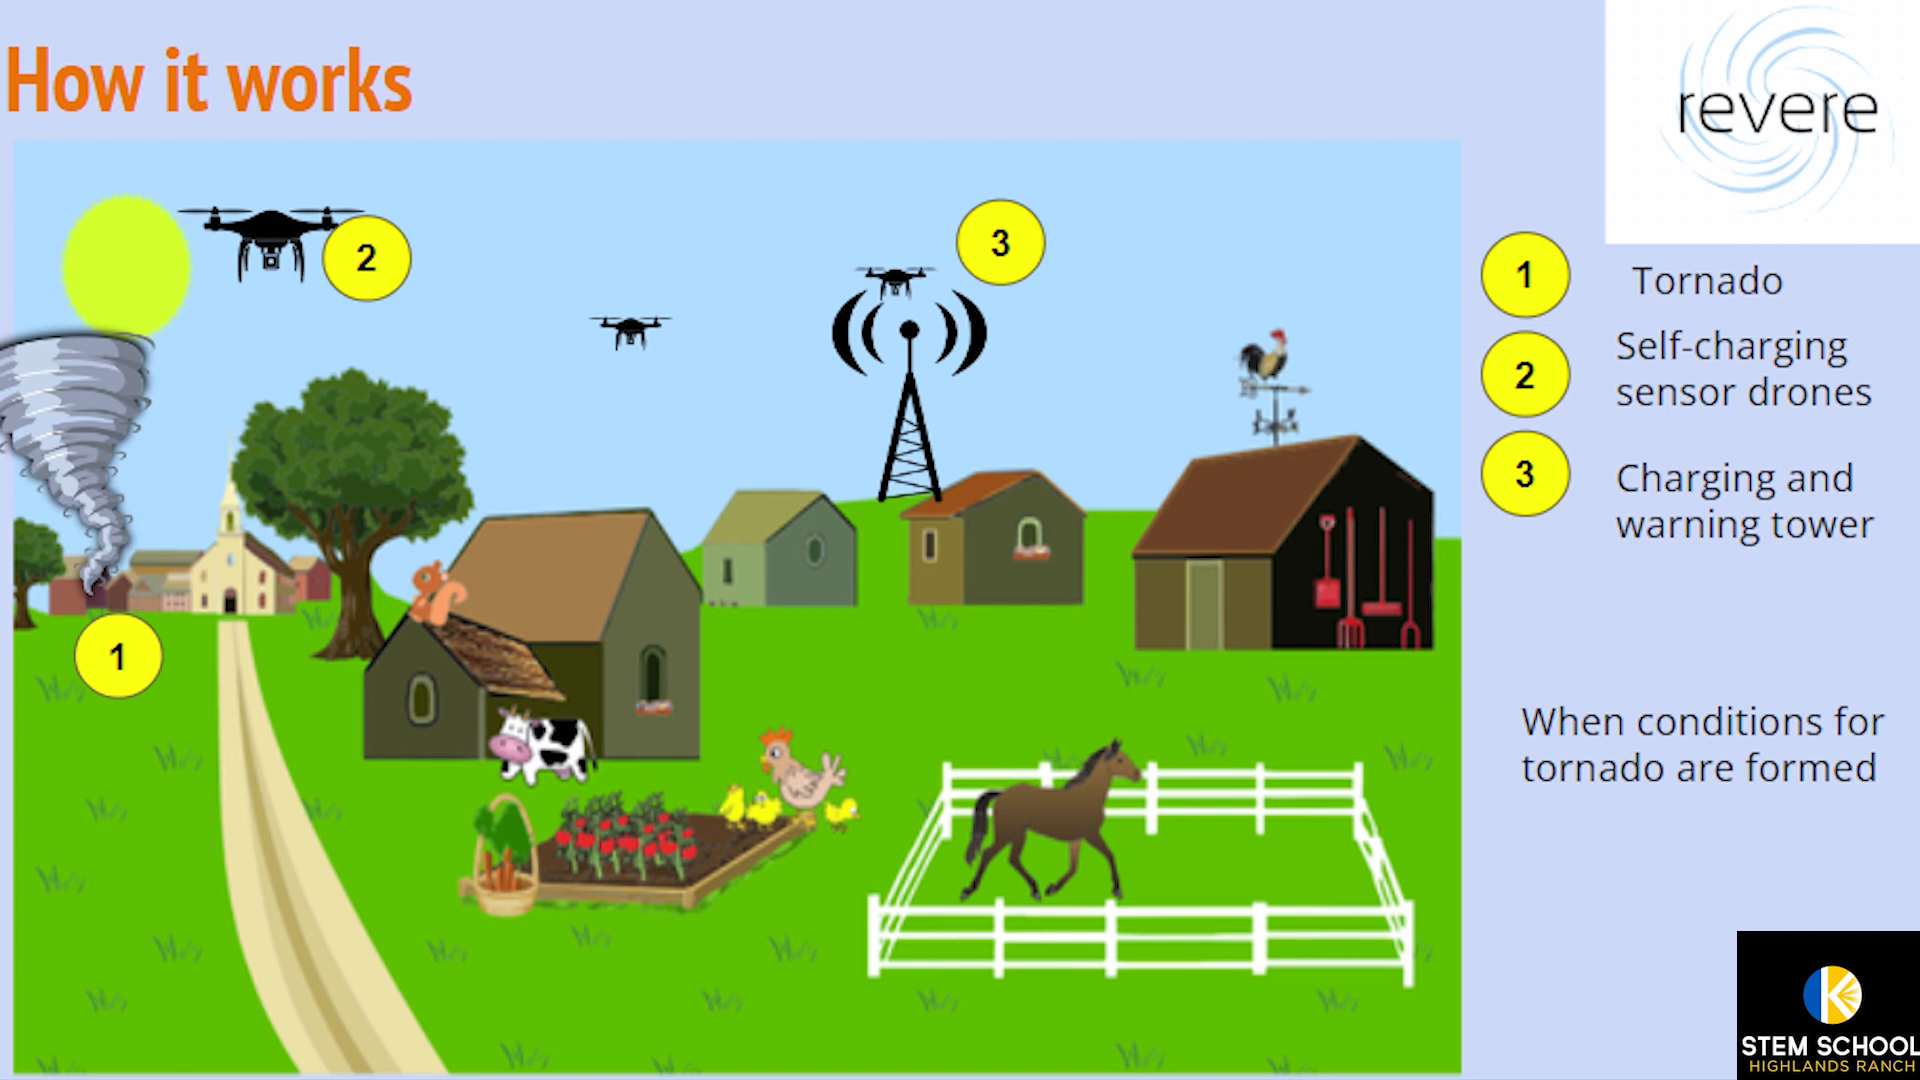 How it works
revere
2
3
1
1
Tornado
2
Self-charging
sensor drones
3
Charging and
warning tower
When conditions for
tornado are formed
K
STEM SCHOOL
HIGHLANDS RANCH